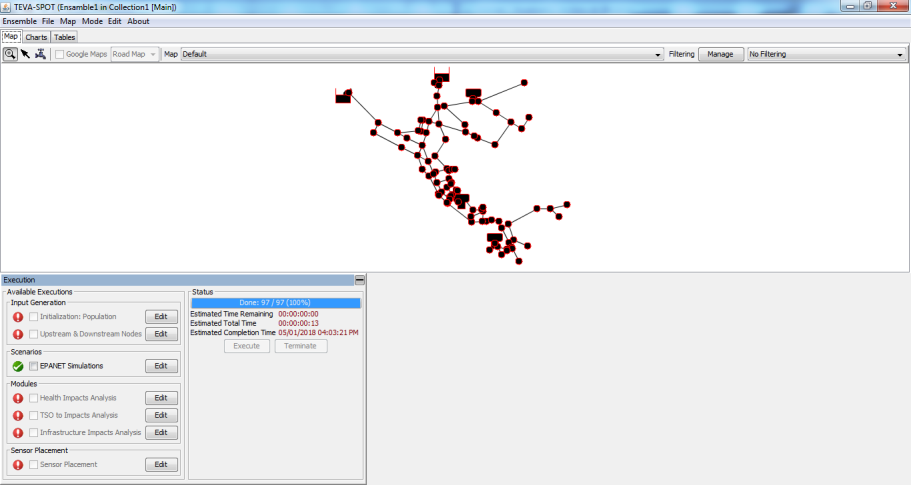 TEVA-SPOT (Ensamble1 in Collection1 [Main])
Ensemble File Map Mode Edit About
Map Charts Tables
Google Maps Road Map Map Default Filtering Manage No Filtering
Execution
Available Executions
Input Generation
Initialization: Population Edit
Upstream & Downstream Nodes Edit
Scenarios
EPANET Simulations Edit
Modules
Health Impacts Analysis Edit
TSO to Impacts Analysis Edit
Infrastructure Impacts Analysis Edit
Sensor Placement
Sensor Placement Edit
Status
Done: 97 / 97 (100%)
Estimated Time Remaining 00:00:00:00
Estimated Total Time 00:00:00:13
Estimated Completion Time 05/01/2018 04:03:21 PM
Execute Terminate